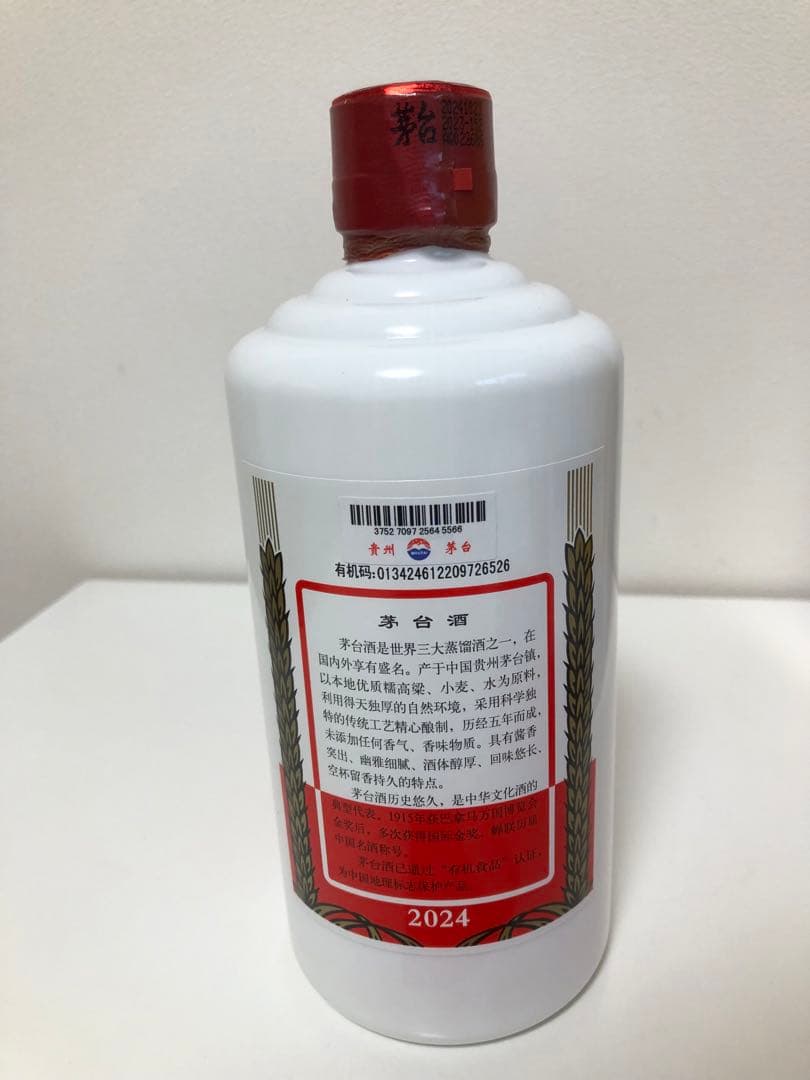 茅台
3752 7097 2564 5566
贵州 茅台
有机码:013424612209726526
茅台酒
茅台酒是世界三大蒸馏酒之一，在
国内外享有盛名。产于中国贵州茅台镇，
以本地优质糯高粱、小麦、水为原料，
利用得天独厚的自然环境，采用科学独
特的传统工艺精心酿制，历经五年而成，
未添加任何香气、香味物质。具有酱香
突出、幽雅细腻、酒体醇厚、回味悠长、
空杯留香持久的特点。
茅台酒历史悠久，是中华文化酒的
典型代表。1915年获巴拿马万国博览会
金奖后，多次获得国际金奖，蝉联历届
中国名酒称号。
茅台酒已通过“有机食品”认证，
为中国地理标志保护产品。
2024